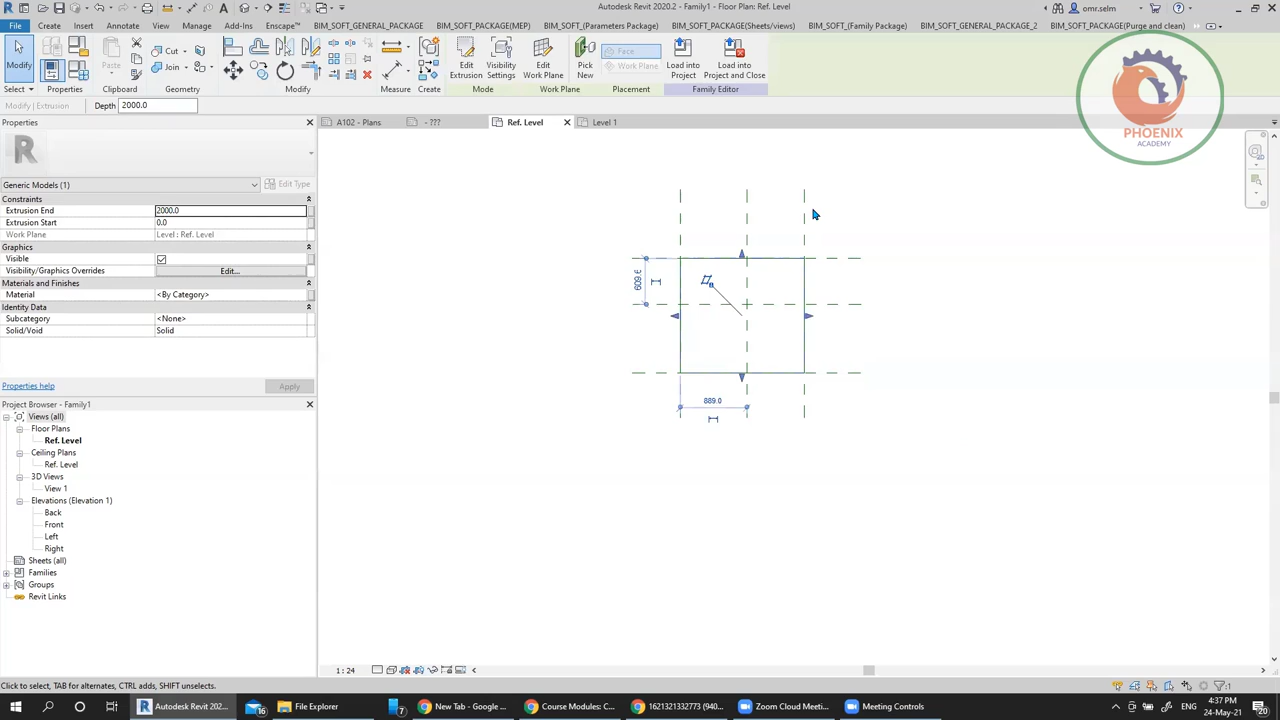 Autodesk Revit 2020.2 - Family1 - Floor Plan: Ref. Level
omr.selm
File Create Insert Annotate View Manage Add-Ins Enscape™ BIM_SOFT_GENERAL_PACKAGE BIM_SOFT_PACKAGE(MEP) BIM_SOFT_(Parameters Package) BIM_SOFT_PACKAGE(Sheets/views) BIM_SOFT_(Family Package) BIM_SOFT_GENERAL_PACKAGE_2 BIM_SOFT_PACKAGE(Purge and clean)
Modify Paste Cut Join Edit Extrusion Visibility Settings Edit Work Plane Pick New Face Work Plane Load into Project Load into Project and Close
Select Properties Clipboard Geometry Modify Measure Create Mode Work Plane Placement Family Editor
PHOENIX
ACADEMY
Modify | Extrusion Depth 2000.0
Properties
A102 - Plans - ??? Ref. Level Level 1
Generic Models (1) Edit Type
Constraints
Extrusion End 2000.0
Extrusion Start 0.0
Work Plane Level : Ref. Level
Graphics
Visible
Visibility/Graphics Overrides Edit...
Materials and Finishes
Material <By Category>
Identity Data
Subcategory <None>
Solid/Void Solid
Properties help Apply
609.6
889.0
Project Browser - Family1
Views (all)
Floor Plans
Ref. Level
Ceiling Plans
Ref. Level
3D Views
View 1
Elevations (Elevation 1)
Back
Front
Left
Right
Sheets (all)
Families
Groups
Revit Links
1 : 24
Click to select, TAB for alternates, CTRL adds, SHIFT unselects.
:1
16 Autodesk Revit 202... File Explorer 7 New Tab - Google ... Course Modules: C... 1621321332773 (940... Zoom Cloud Meeti... Meeting Controls
4:37 PM
24-May-21
20